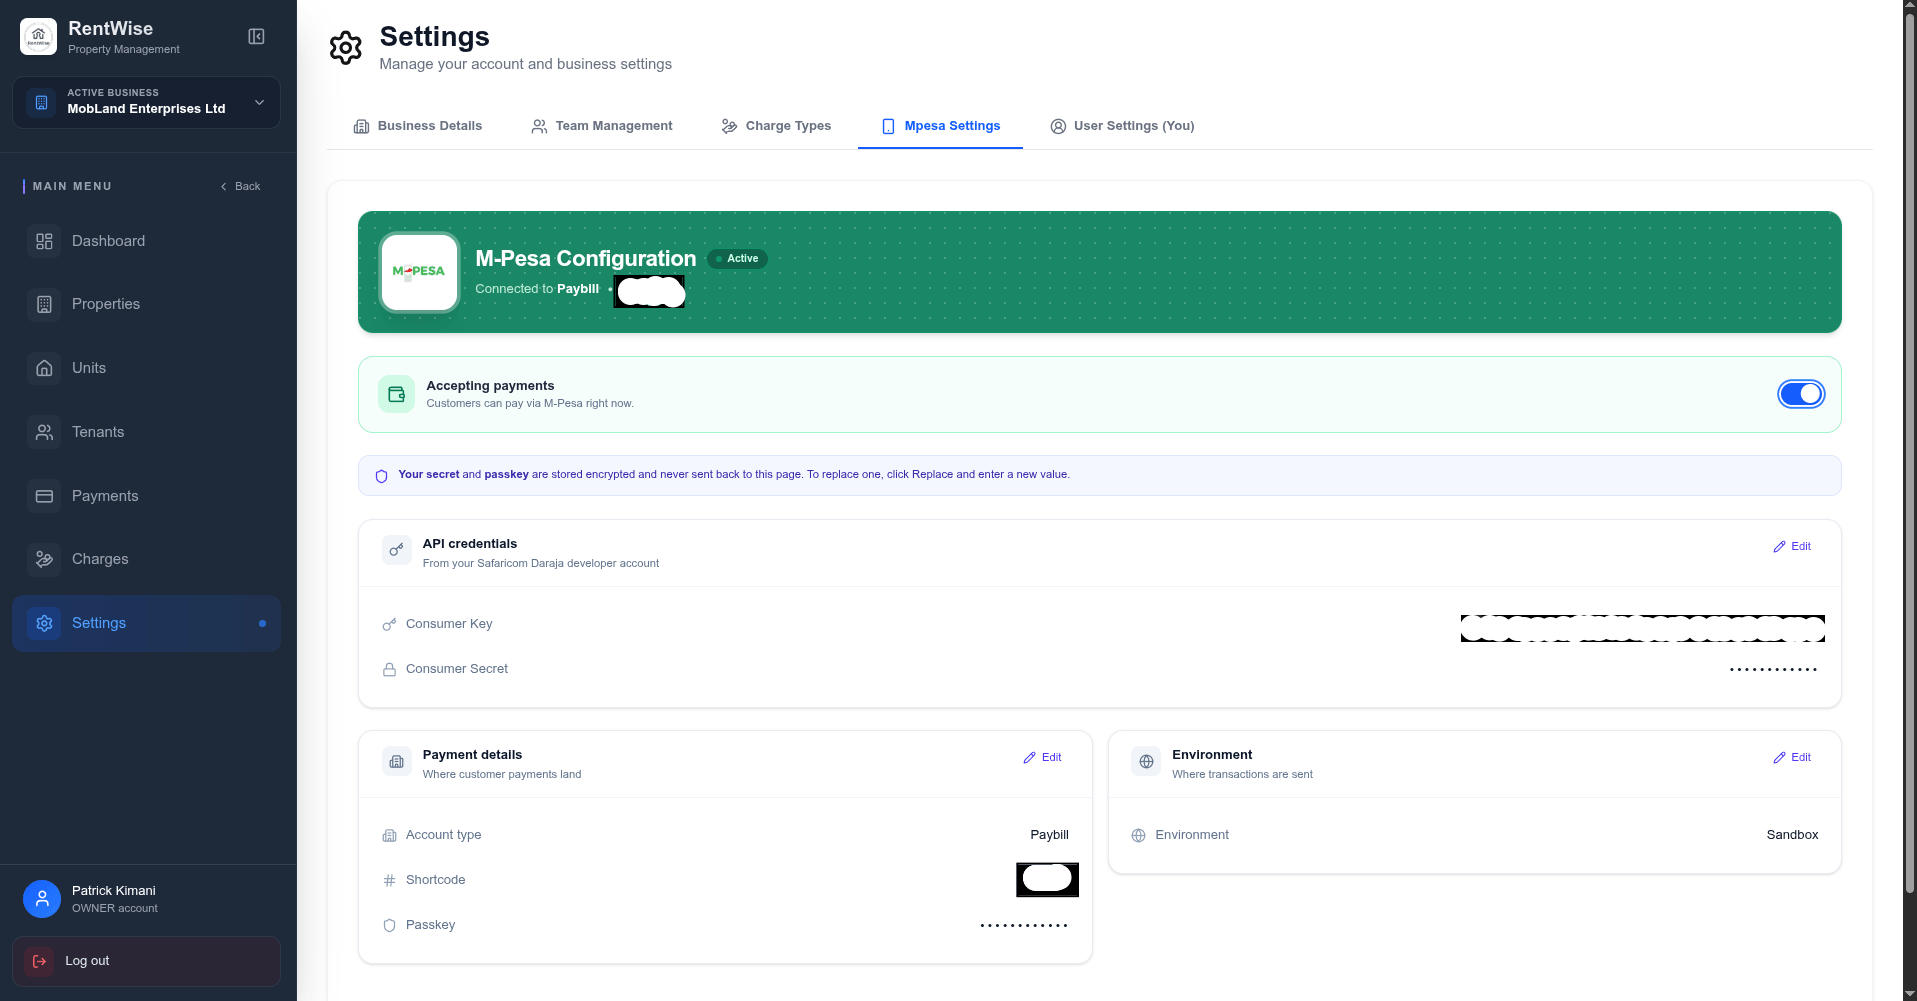 RentWise
Property Management
ACTIVE BUSINESS
MobLand Enterprises Ltd
MAIN MENU
Back
Dashboard
Properties
Units
Tenants
Payments
Charges
Settings
Patrick Kimani
OWNER account
Log out
Settings
Manage your account and business settings
Business Details
Team Management
Charge Types
Mpesa Settings
User Settings (You)
M-PESA
M-Pesa Configuration
Active
Connected to Paybill •
Accepting payments
Customers can pay via M-Pesa right now.
Your secret and passkey are stored encrypted and never sent back to this page. To replace one, click Replace and enter a new value.
API credentials
From your Safaricom Daraja developer account
Edit
Consumer Key
Consumer Secret
••••••••••••
Payment details
Where customer payments land
Edit
Account type
Paybill
Shortcode
Passkey
••••••••••••
Environment
Where transactions are sent
Edit
Environment
Sandbox